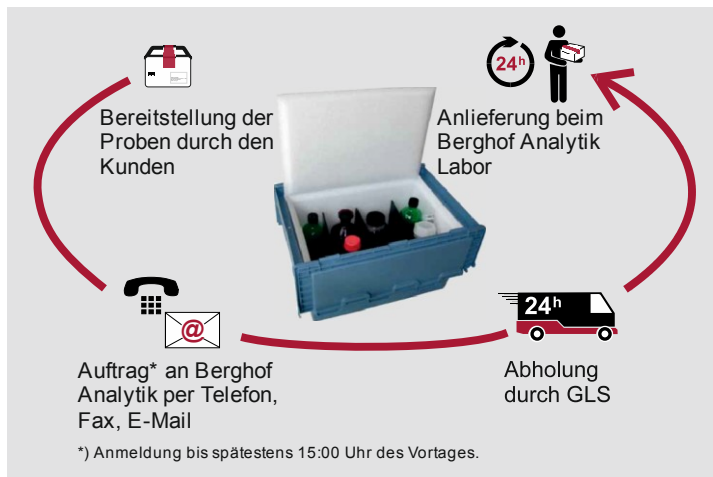 Bereitstellung der
Proben durch den
Kunden
Auftrag* an Berghof
Analytik per Telefon,
Fax, E-Mail
@
24h
Abholung
durch GLS
24h
Anlieferung beim
Berghof Analytik
Labor
*) Anmeldung bis spätestens 15:00 Uhr des Vortages.